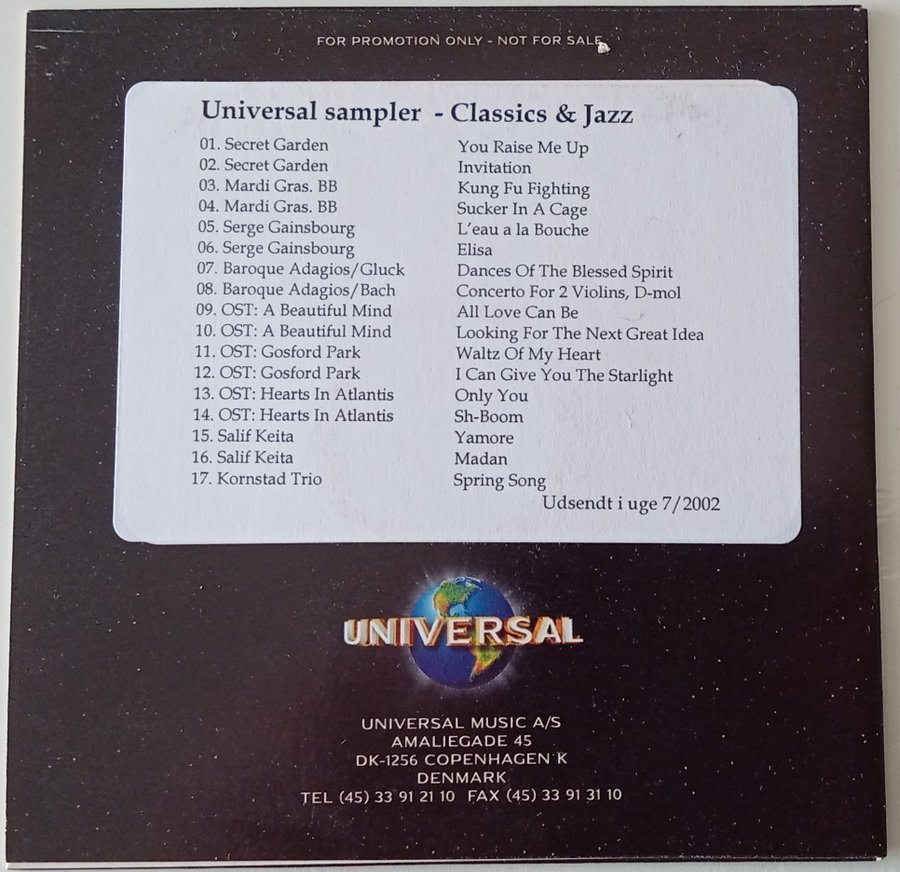 FOR PROMOTION ONLY - NOT FOR SALE
Universal sampler - Classics & Jazz
01. Secret Garden You Raise Me Up
02. Secret Garden Invitation
03. Mardi Gras. BB Kung Fu Fighting
04. Mardi Gras. BB Sucker In A Cage
05. Serge Gainsbourg L'eau a la Bouche
06. Serge Gainsbourg Elisa
07. Baroque Adagios/Gluck Dances Of The Blessed Spirit
08. Baroque Adagios/Bach Concerto For 2 Violins, D-mol
09. OST: A Beautiful Mind All Love Can Be
10. OST: A Beautiful Mind Looking For The Next Great Idea
11. OST: Gosford Park Waltz Of My Heart
12. OST: Gosford Park I Can Give You The Starlight
13. OST: Hearts In Atlantis Only You
14. OST: Hearts In Atlantis Sh-Boom
15. Salif Keita Yamore
16. Salif Keita Madan
17. Kornstad Trio Spring Song
Udsendt i uge 7/2002
UNIVERSAL
UNIVERSAL MUSIC A/S
AMALIEGADE 45
DK-1256 COPENHAGEN K
DENMARK
TEL (45) 33 91 21 10 FAX (45) 33 91 31 10